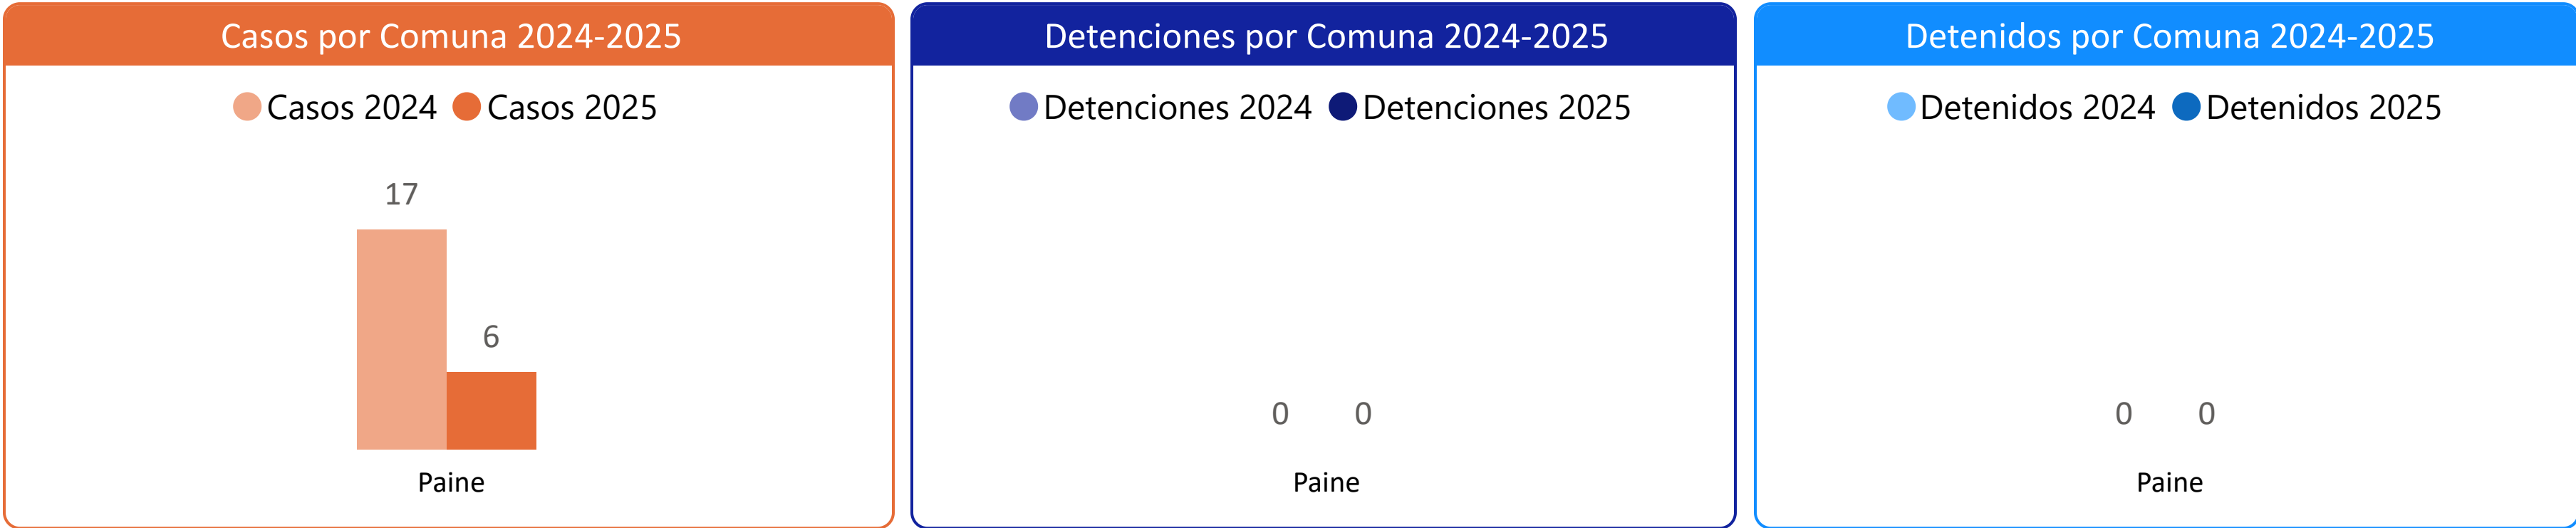 Casos por Comuna 2024-2025
Casos 2024 Casos 2025
17
6
Paine
Detenciones por Comuna 2024-2025
Detenciones 2024 Detenciones 2025
0 0
Paine
Detenidos por Comuna 2024-2025
Detenidos 2024 Detenidos 2025
0 0
Paine